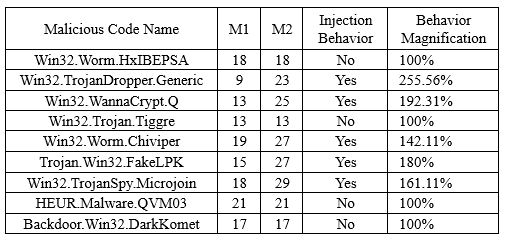 Malicious Code Name M1 M2 Injection Behavior Behavior Magnification
Win32.Worm.HxIBEPSA 18 18 No 100%
Win32.TrojanDropper.Generic 9 23 Yes 255.56%
Win32.WannaCrypt.Q 13 25 Yes 192.31%
Win32.Trojan.Tiggre 13 13 No 100%
Win32.Worm.Chiviper 19 27 Yes 142.11%
Trojan.Win32.FakeLPK 15 27 Yes 180%
Win32.TrojanSpy.Microjoin 18 29 Yes 161.11%
HEUR.Malware.QVM03 21 21 No 100%
Backdoor.Win32.DarkKomet 17 17 No 100%